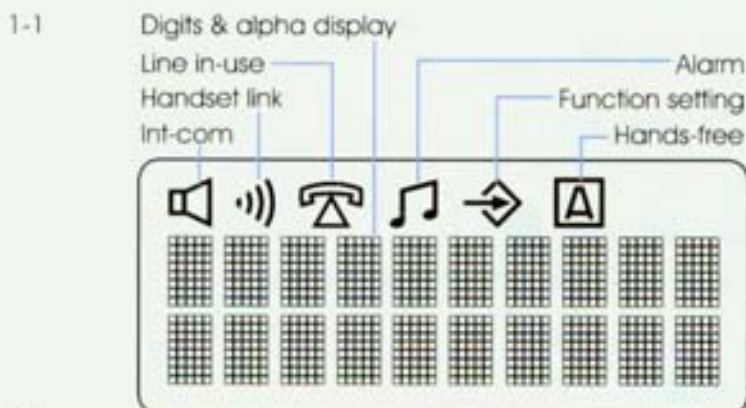 1-1 Digits & alpha display
Line in-use Alarm
Handset link Function setting
Int-com Hands-free
A